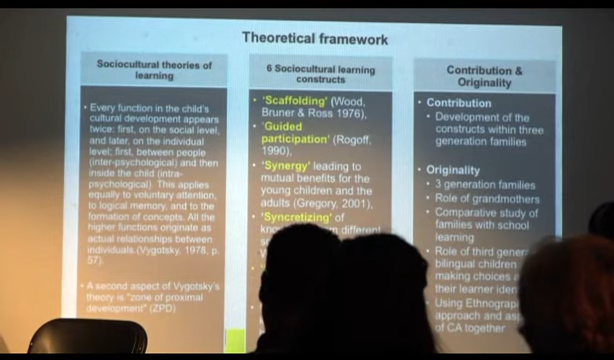 Theoretical framework
Sociocultural theories of
learning
• Every function in the child's
cultural development appears
twice: first, on the social level,
and later, on the individual
level; first, between people
(inter-psychological) and then
inside the child (intra-
psychological). This applies
equally to voluntary attention,
to logical memory, and to the
formation of concepts. All the
higher functions originate as
actual relationships between
individuals.(Vygotsky, 1978, p.
57).
• A second aspect of Vygotsky's
theory is "zone of proximal
development" (ZPD)
6 Sociocultural learning
constructs
• 'Scaffolding' (Wood,
Bruner & Ross 1976),
• 'Guided
participation' (Rogoff,
1990),
• 'Synergy' leading to
mutual benefits for the
young children and the
adults (Gregory, 2001),
• 'Syncretizing' of
different
Contribution &
Originality
• Contribution
• Development of the
constructs within three
generation families
• Originality
• 3 generation families
• Role of grandmothers
• Comparative study of
families with school
learning
• Role of third
bilingual children
making choices
their learner
• Using
approach and
of CA together